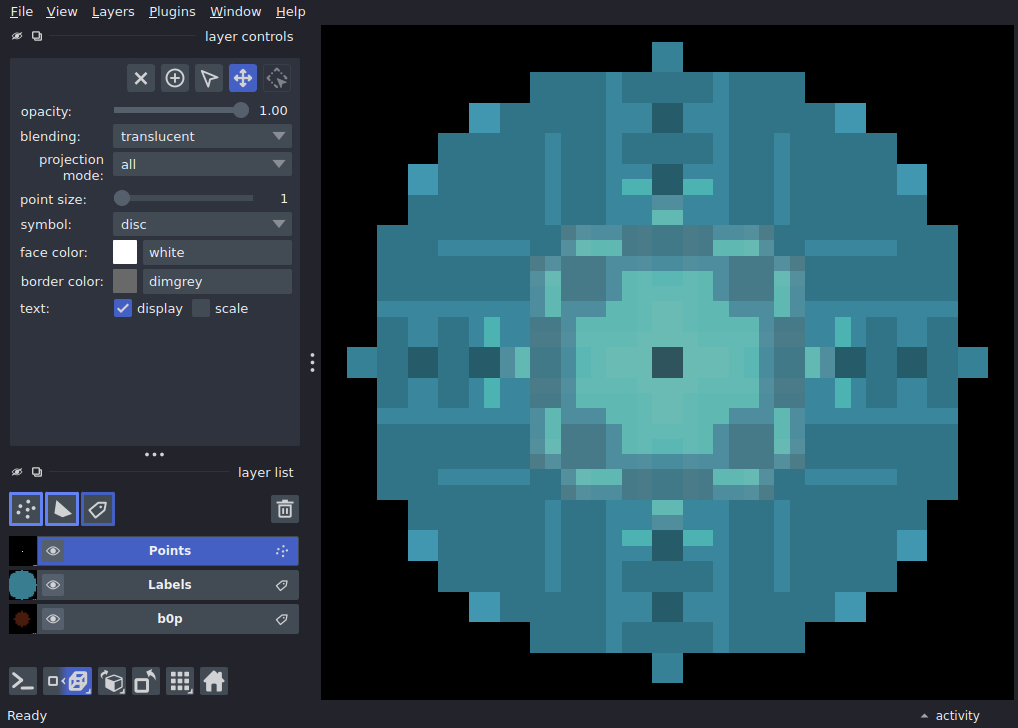 File View Layers Plugins Window Help
layer controls
opacity: 1.00
blending: translucent
projection mode: all
point size: 1
symbol: disc
face color: white
border color: dimgrey
text: display scale
layer list
Points
Labels
b0p
Ready activity